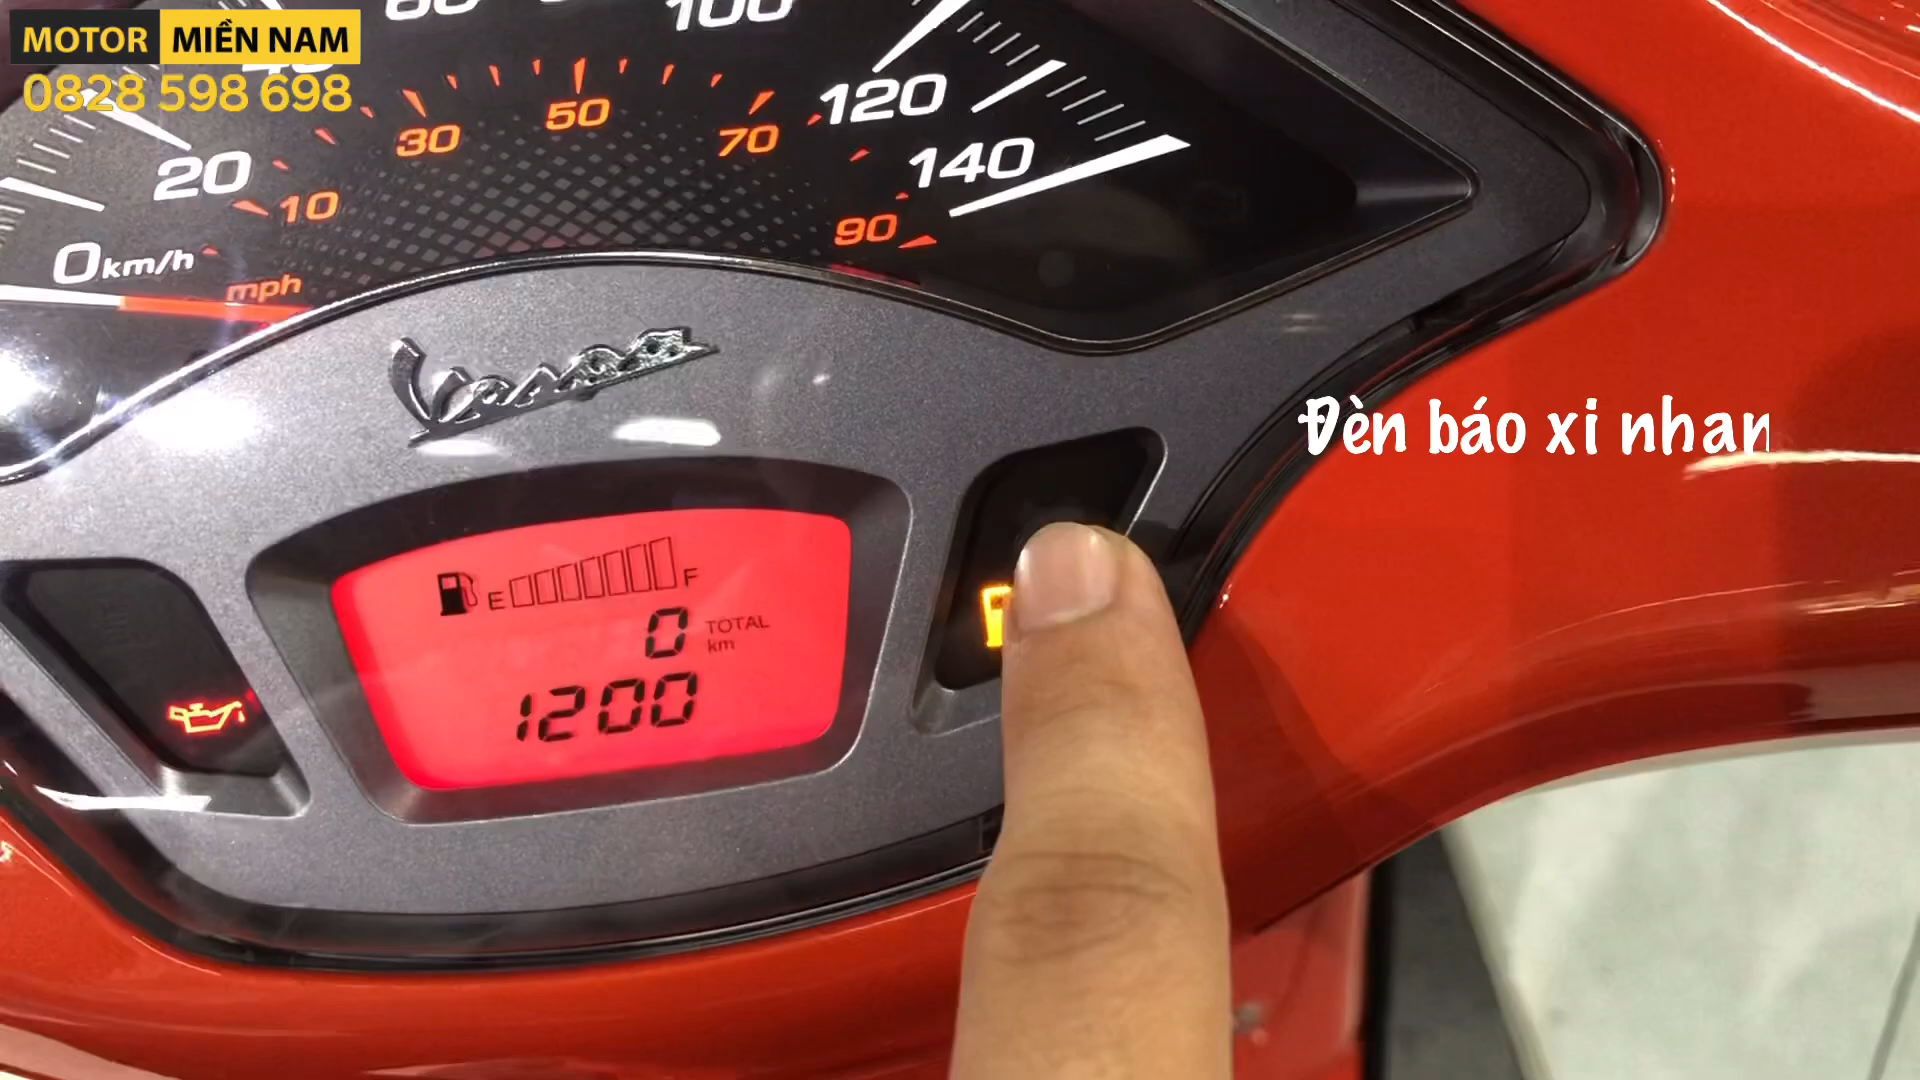 MOTOR MIỀN NAM
0828 598 698
100
120
140
20
0 km/h
10
30
50
70
90
mph
Vespa
Đèn báo xi nhan
E F
0 TOTAL km
1200